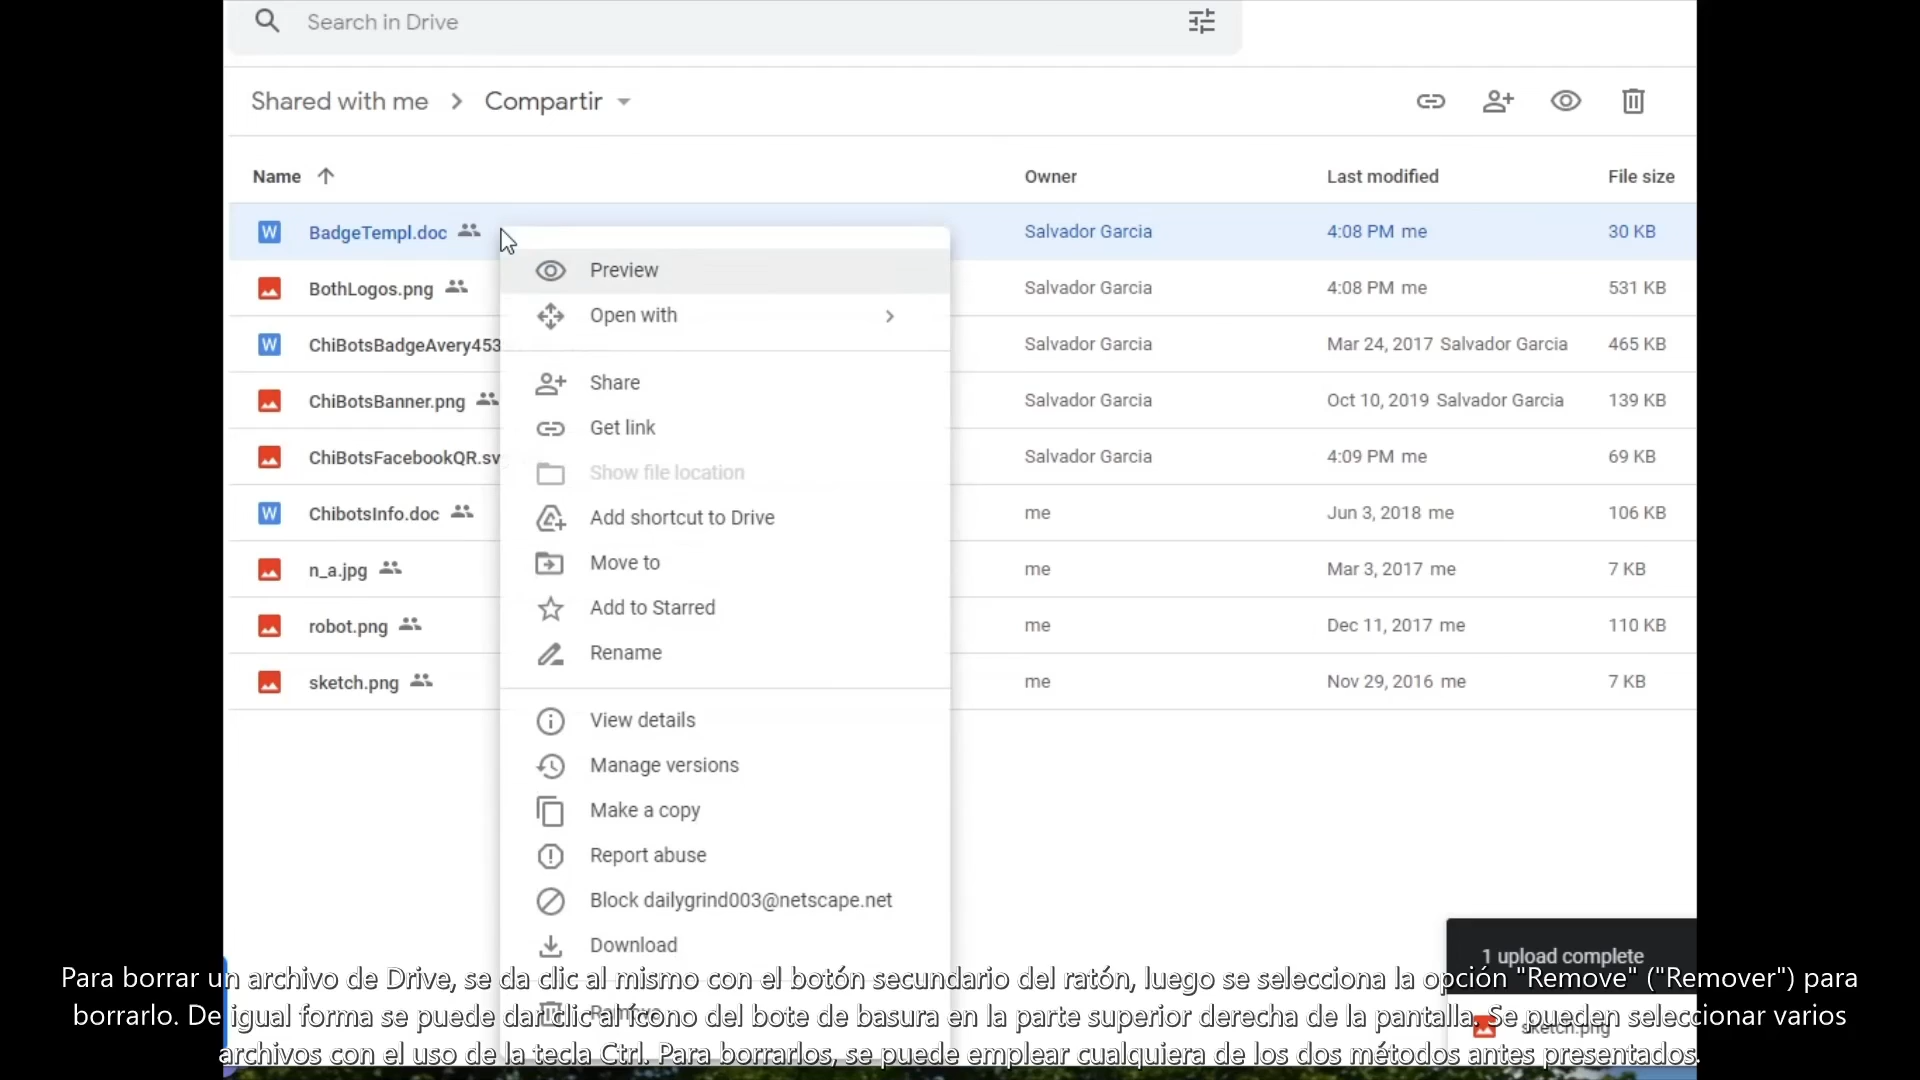 Search in Drive
Shared with me > Compartir
Name Owner Last modified File size
BadgeTempl.doc Salvador Garcia 4:08 PM me 30 KB
BothLogos.png Salvador Garcia 4:08 PM me 531 KB
ChiBotsBadgeAvery453 Salvador Garcia Mar 24, 2017 Salvador Garcia 465 KB
ChiBotsBanner.png Salvador Garcia Oct 10, 2019 Salvador Garcia 139 KB
ChiBotsFacebookQR.sv Salvador Garcia 4:09 PM me 69 KB
ChibotsInfo.doc me Jun 3, 2018 me 106 KB
n_a.jpg me Mar 3, 2017 me 7 KB
robot.png me Dec 11, 2017 me 110 KB
sketch.png me Nov 29, 2016 me 7 KB
Preview
Open with
Share
Get link
Show file location
Add shortcut to Drive
Move to
Add to Starred
Rename
View details
Manage versions
Make a copy
Report abuse
Block dailygrind003@netscape.net
Download
Remove
1 upload complete
sketch.png
Para borrar un archivo de Drive, se da clic al mismo con el botón secundario del ratón, luego se selecciona la opción "Remove" ("Remover") para
borrarlo. De igual forma se puede dar clic al ícono del bote de basura en la parte superior derecha de la pantalla. Se pueden seleccionar varios
archivos con el uso de la tecla Ctrl. Para borrarlos, se puede emplear cualquiera de los dos métodos antes presentados.